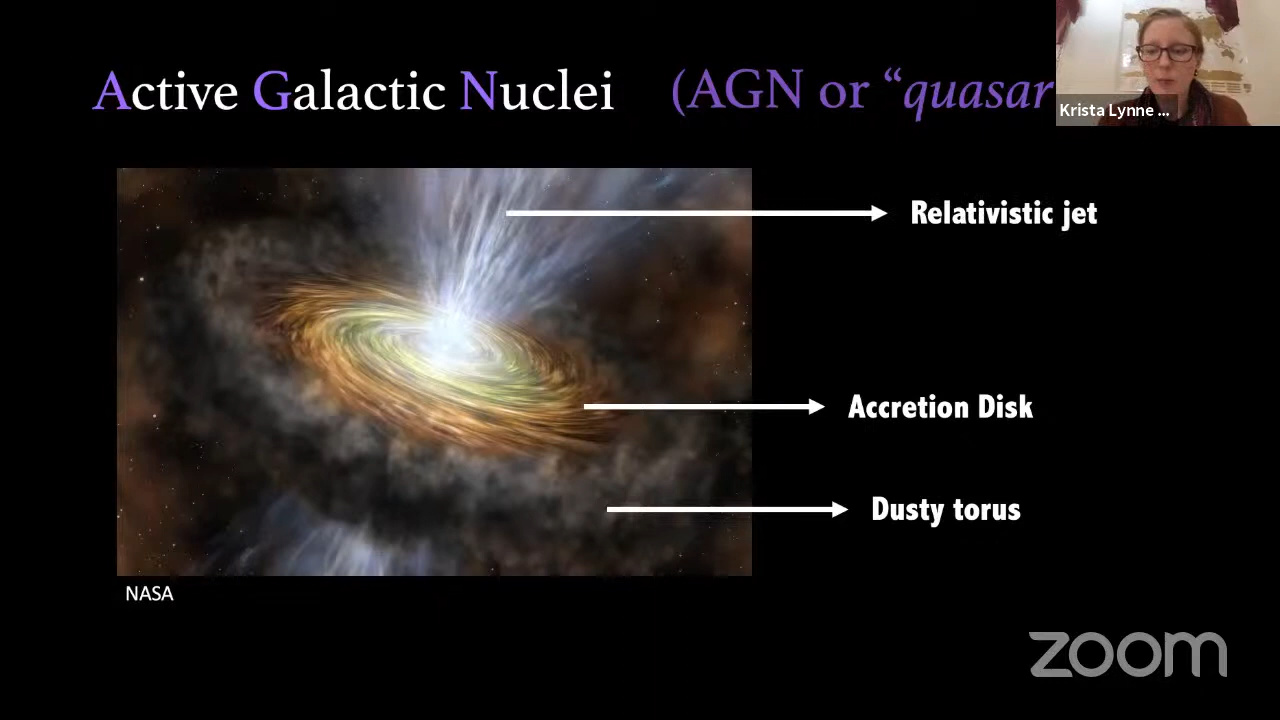 Active Galactic Nuclei (AGN or “quasar
Krista Lynne ...
Relativistic jet
Accretion Disk
Dusty torus
NASA
zoom